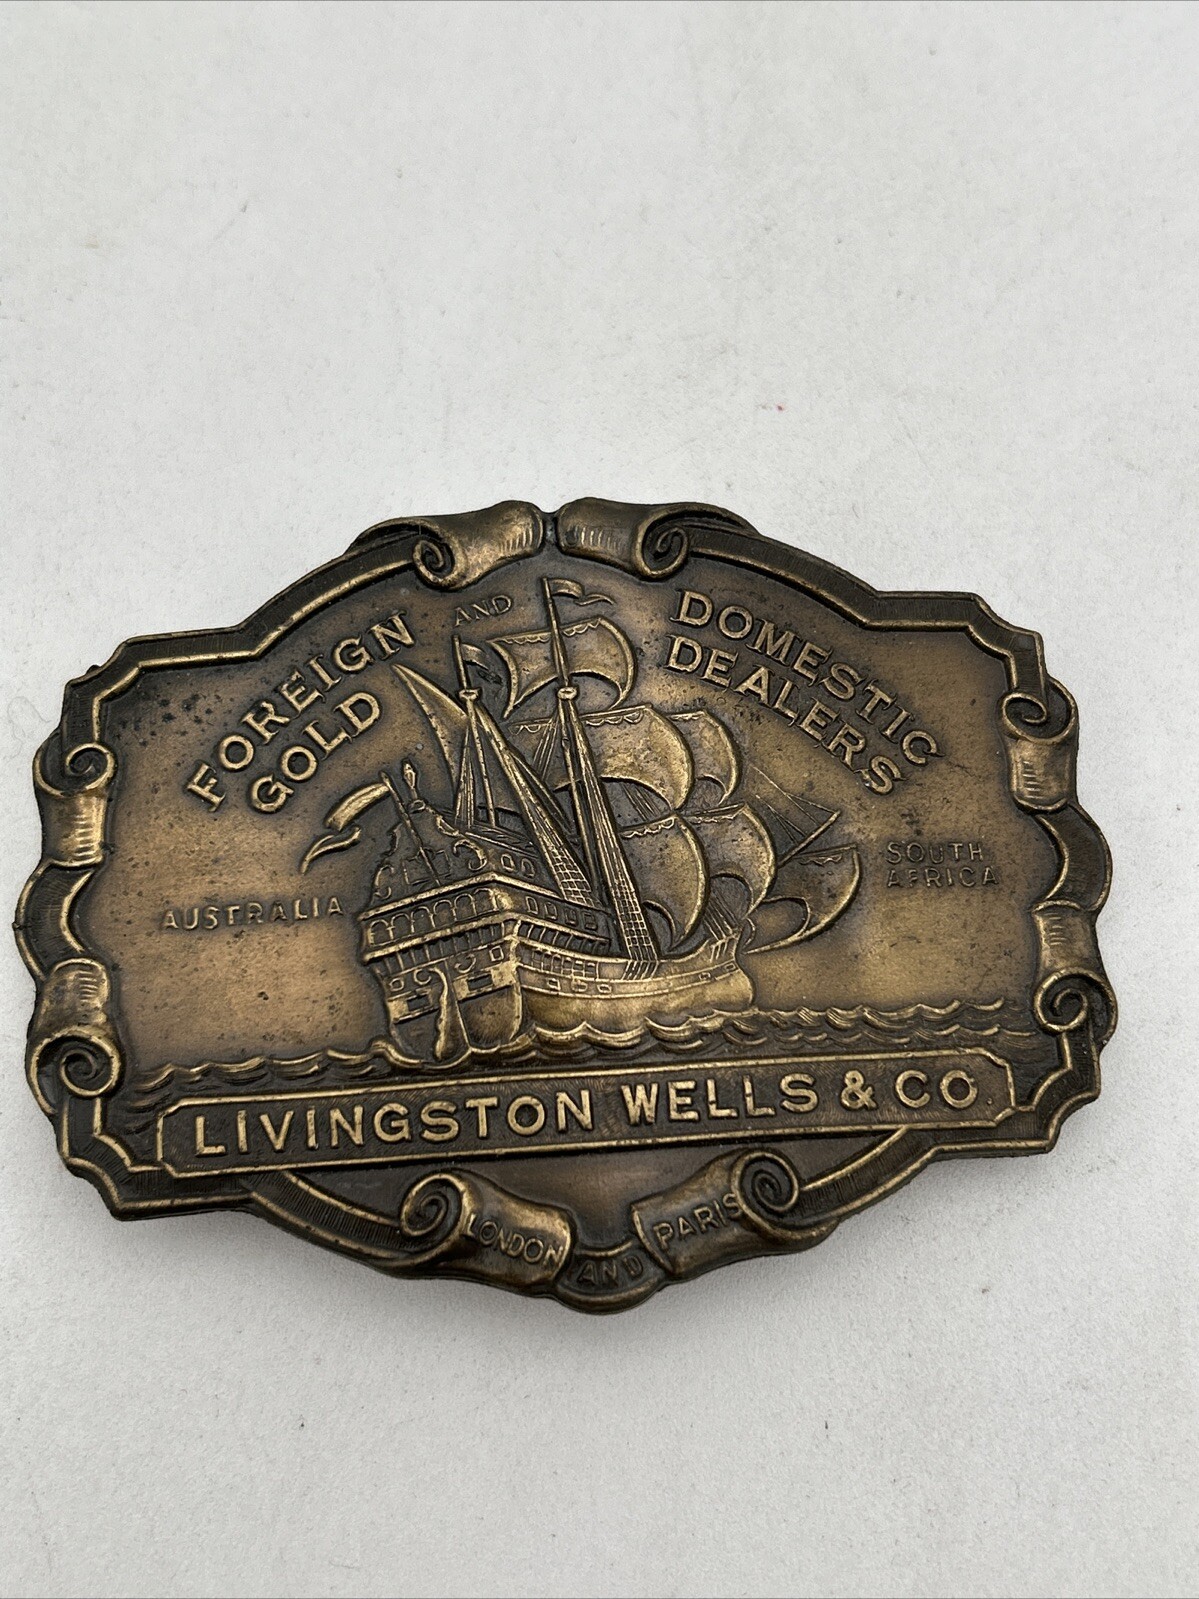 FOREIGN AND DOMESTIC
GOLD DEALERS
AUSTRALIA
SOUTH
AFRICA
LIVINGSTON WELLS & CO.
LONDON AND PARIS